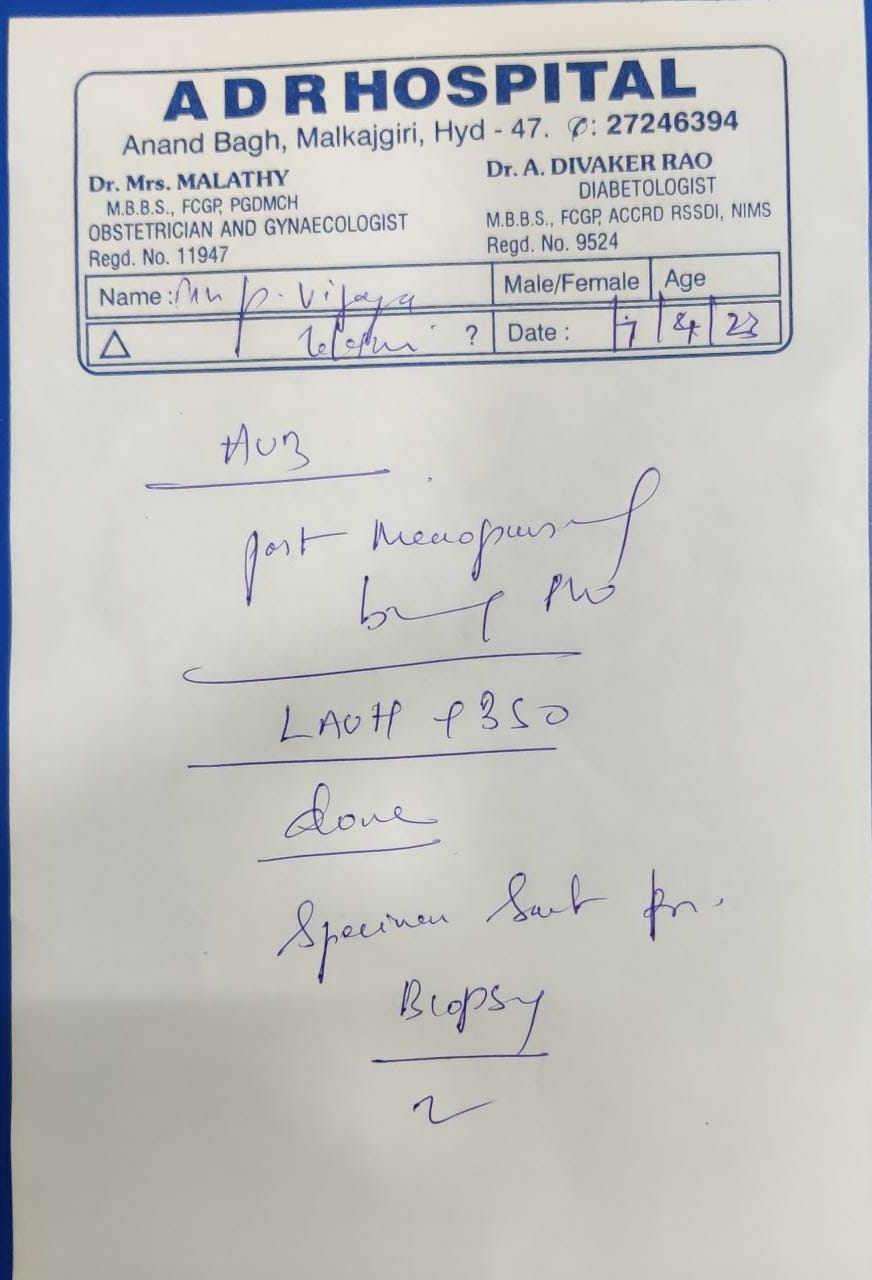 A D R HOSPITAL
Anand Bagh, Malkajgiri, Hyd - 47. ✆: 27246394
Dr. Mrs. MALATHY
M.B.B.S., FCGP, PGDMCH
OBSTETRICIAN AND GYNAECOLOGIST
Regd. No. 11947
Dr. A. DIVAKER RAO
DIABETOLOGIST
M.B.B.S., FCGP, ACCRD RSSDI, NIMS
Regd. No. 9524
Name : P. Vijaya
Male/Female Age
△ ?
Date : 7/4/23
AUB
Post Menopausal
LAVH + BSO
done
Specimen Sent for.
Biopsy